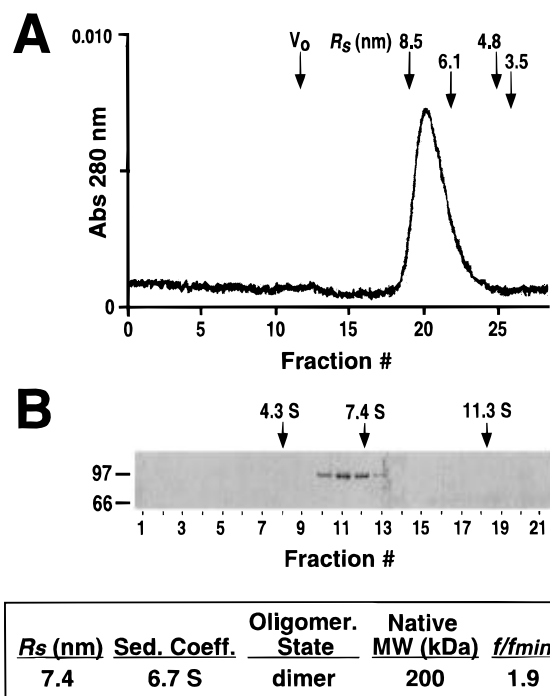 A
0.010
V₀ Rs (nm) 8.5 4.8
6.1 3.5
Abs 280 nm
0
0 5 10 15 20 25
Fraction #
B
4.3 S 7.4 S 11.3 S
97
66
1 3 5 7 9 11 13 15 17 19 21
Fraction #
Oligomer. Native
Rs (nm) Sed. Coeff. State MW (kDa) f/fmin
7.4 6.7 S dimer 200 1.9